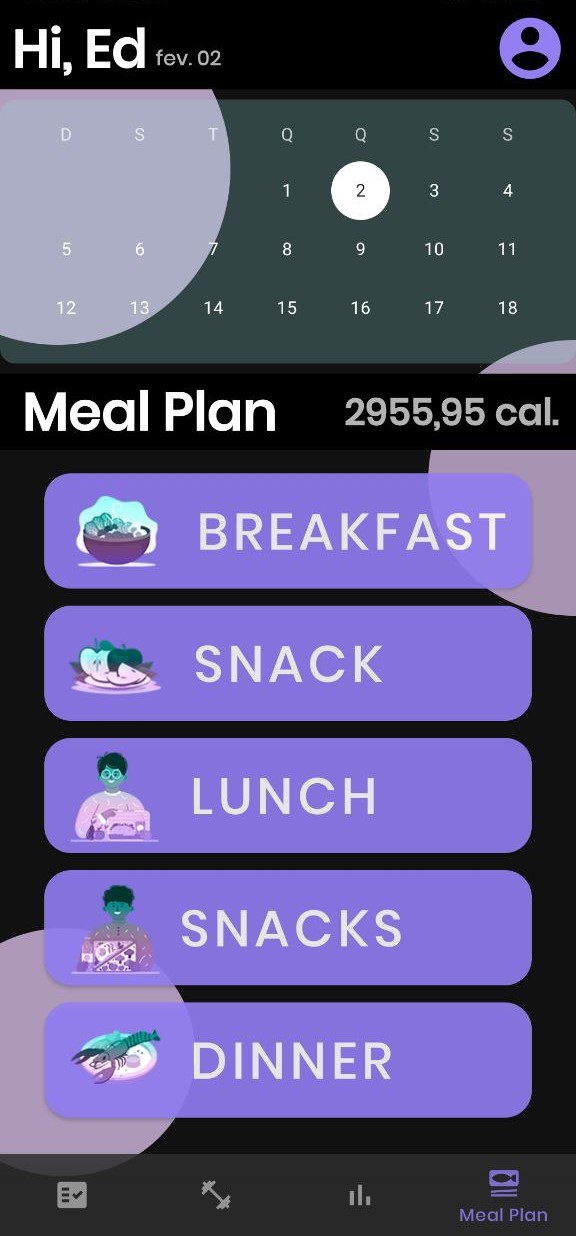 Hi, Ed fev. 02
D S T Q Q S S
1 2 3 4
5 6 7 8 9 10 11
12 13 14 15 16 17 18
Meal Plan 2955,95 cal.
BREAKFAST
SNACK
LUNCH
SNACKS
DINNER
Meal Plan